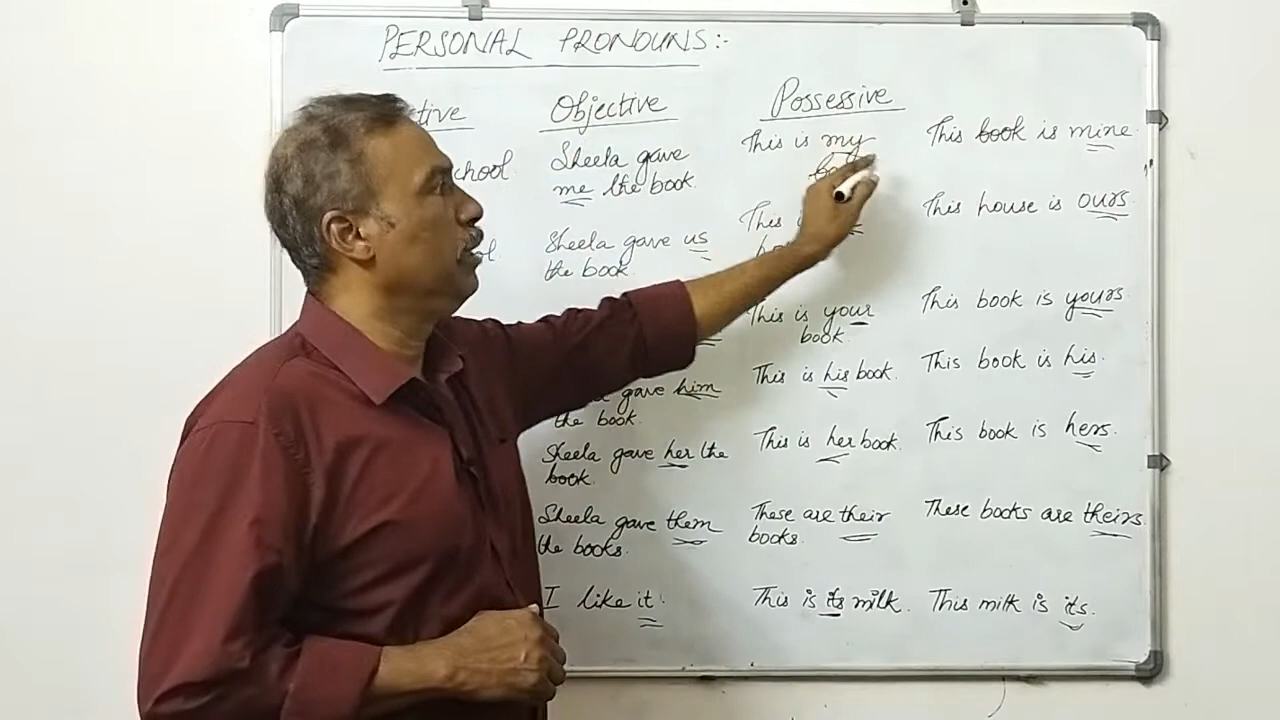 PERSONAL PRONOUNS:-
Objective
Sheela gave
me the book.
Sheela gave us
the book.
gave him
the book.
Sheela gave her the
book.
Sheela gave them
the books.
I like it.
Possessive
This is my
This
This is your
book.
This is his book.
This is her book.
These are their
books.
This is its milk.
This book is mine.
This house is ours.
This book is yours.
This book is his.
This book is hers.
These books are theirs.
This milk is its.